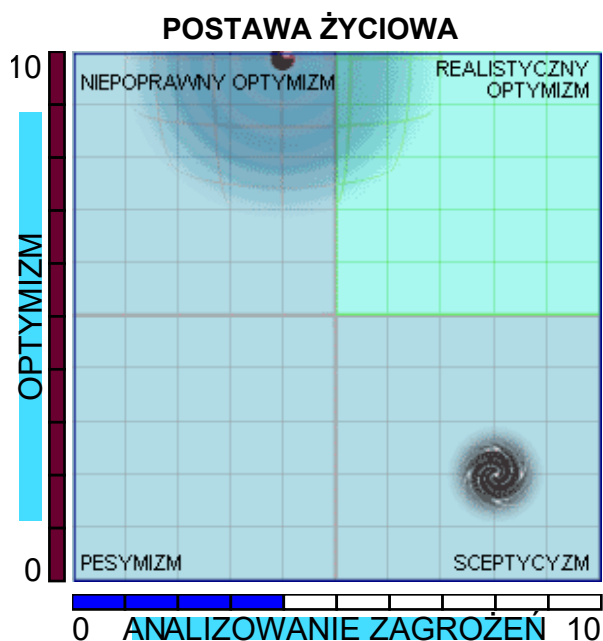 POSTAWA ŻYCIOWA
10
NIEPOPRAWNY OPTYMIZM
REALISTYCZNY
OPTYMIZM
OPTYMIZM
PESYMIZM
SCEPTYCYZM
0
0
ANALIZOWANIE ZAGROŻEŃ
10